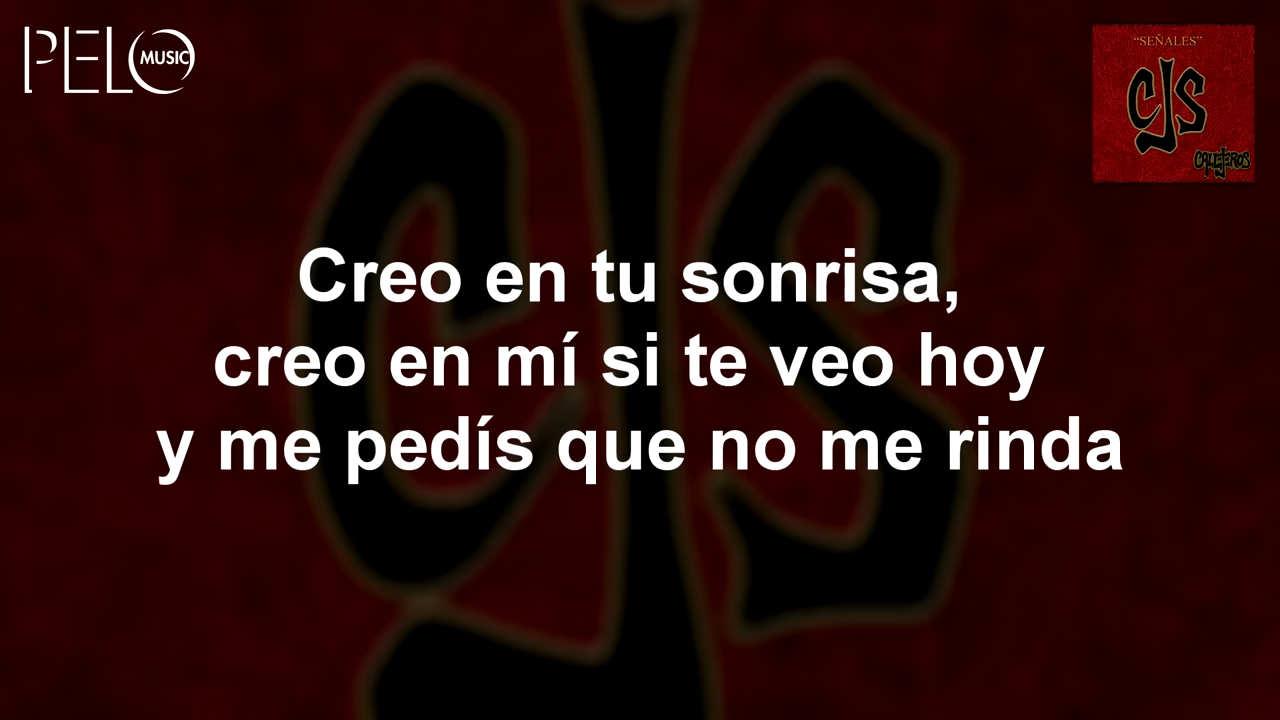 PELO MUSIC
"SEÑALES"
CJS
CALLEJEROS
Creo en tu sonrisa,
creo en mí si te veo hoy
y me pedís que no me rinda